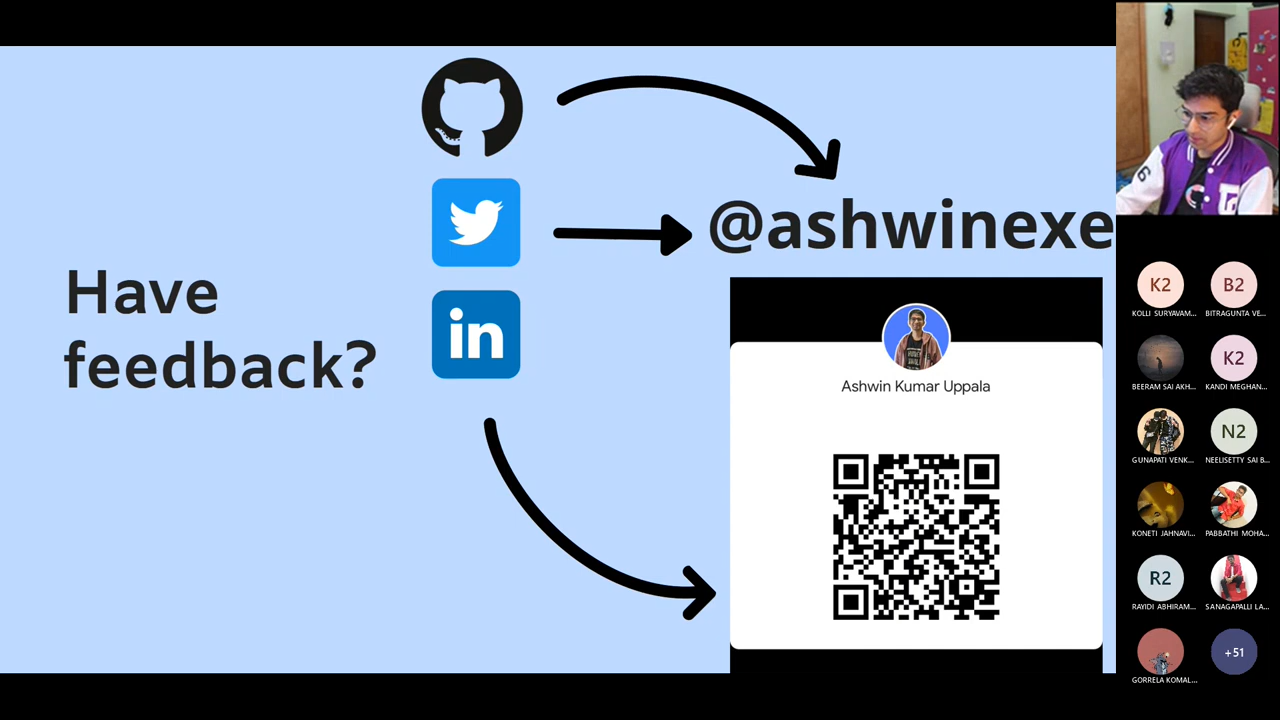 Have
feedback?
in
@ashwinexe
Ashwin Kumar Uppala
K2
B2
KOLLI SURYAVAM...
BITRAGUNTA VE...
K2
BEERAM SAI AKH...
KANDI MEGHAN...
N2
GUNAPATI VENK...
NEELISETTY SAI B...
KONETI JAHNAVI...
PABBATHI MOHA...
R2
RAYIDI ABHIRAM...
SANAGAPALLI LA...
+51
GORRELA KOMAL...